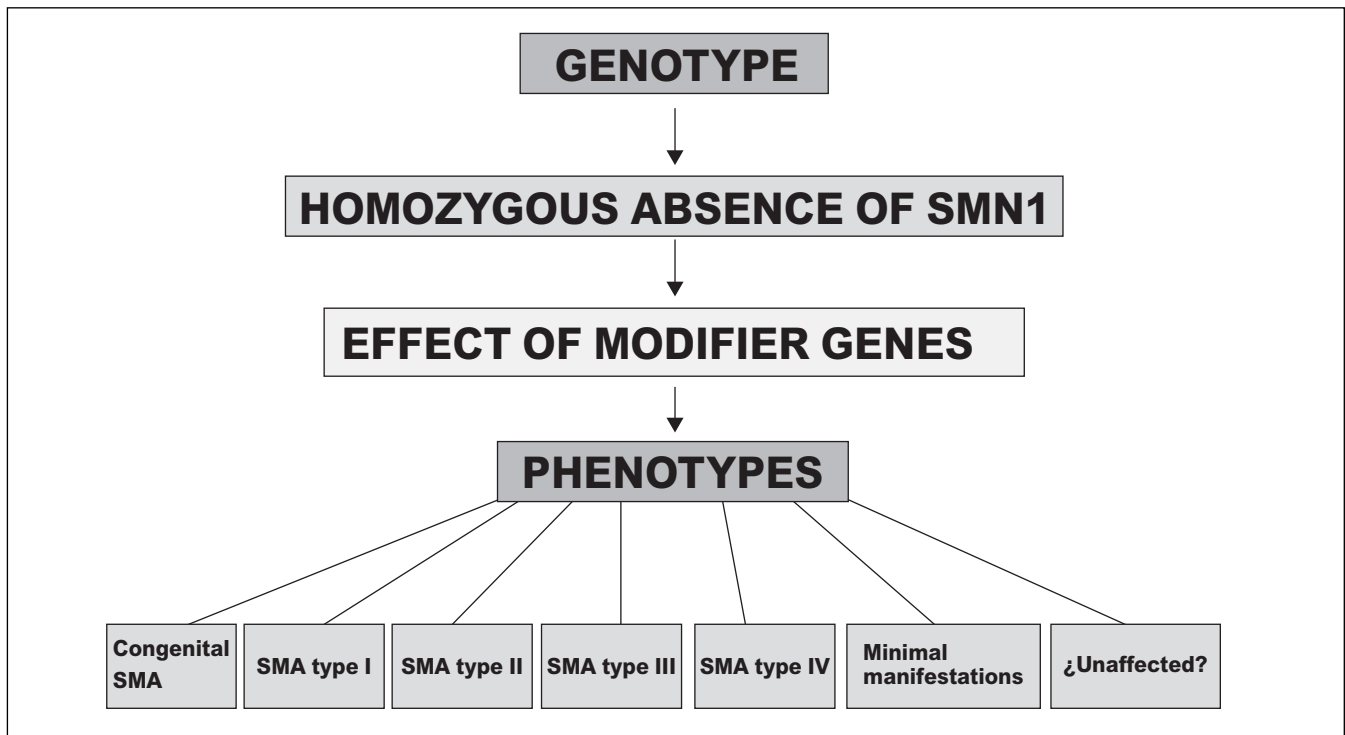 GENOTYPE
HOMOZYGOUS ABSENCE OF SMN1
EFFECT OF MODIFIER GENES
PHENOTYPES
Congenital
SMA
SMA type I
SMA type II
SMA type III
SMA type IV
Minimal
manifestations
¿Unaffected?